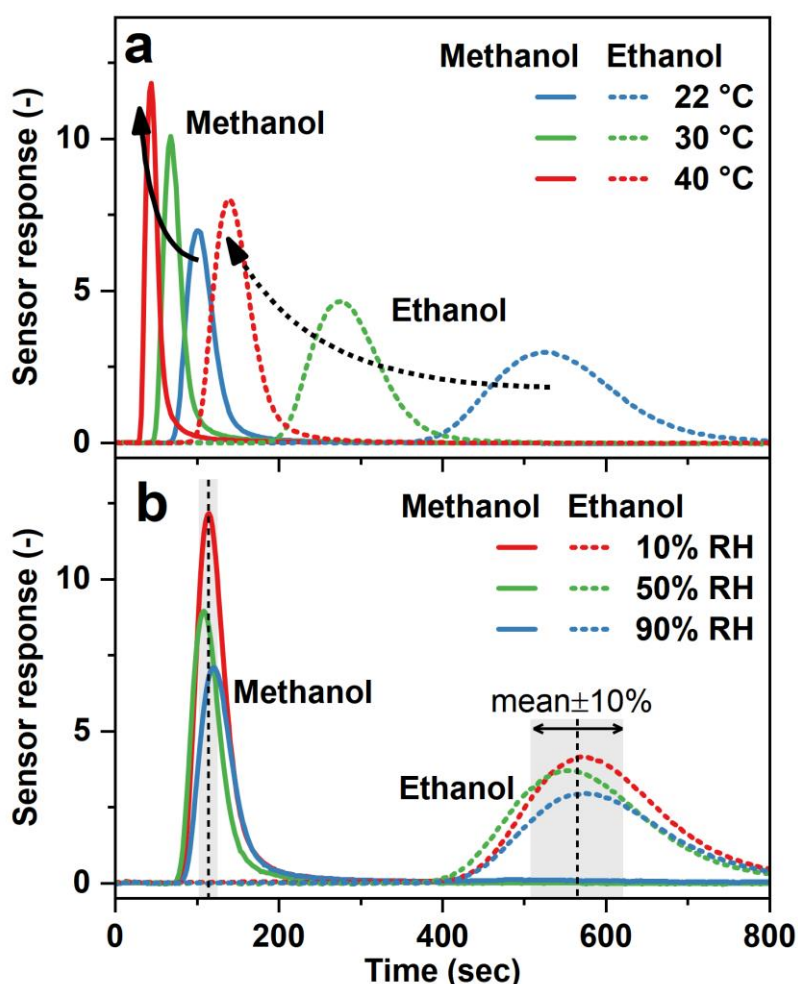 a
Methanol Ethanol
22 °C
30 °C
40 °C
Methanol
Ethanol
Sensor response (-)
10
5
0
b
Methanol Ethanol
10% RH
50% RH
90% RH
Methanol
mean±10%
Ethanol
Sensor response (-)
10
5
0
0 200 400 600 800
Time (sec)